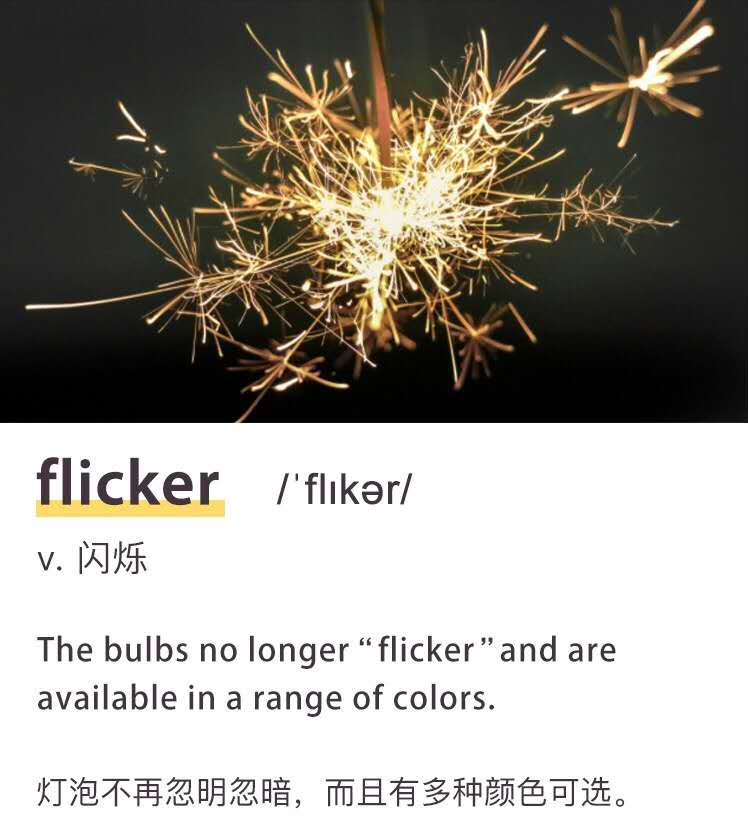 flicker /ˈflɪkər/
v. 闪烁
The bulbs no longer “flicker” and are
available in a range of colors.
灯泡不再忽明忽暗，而且有多种颜色可选。